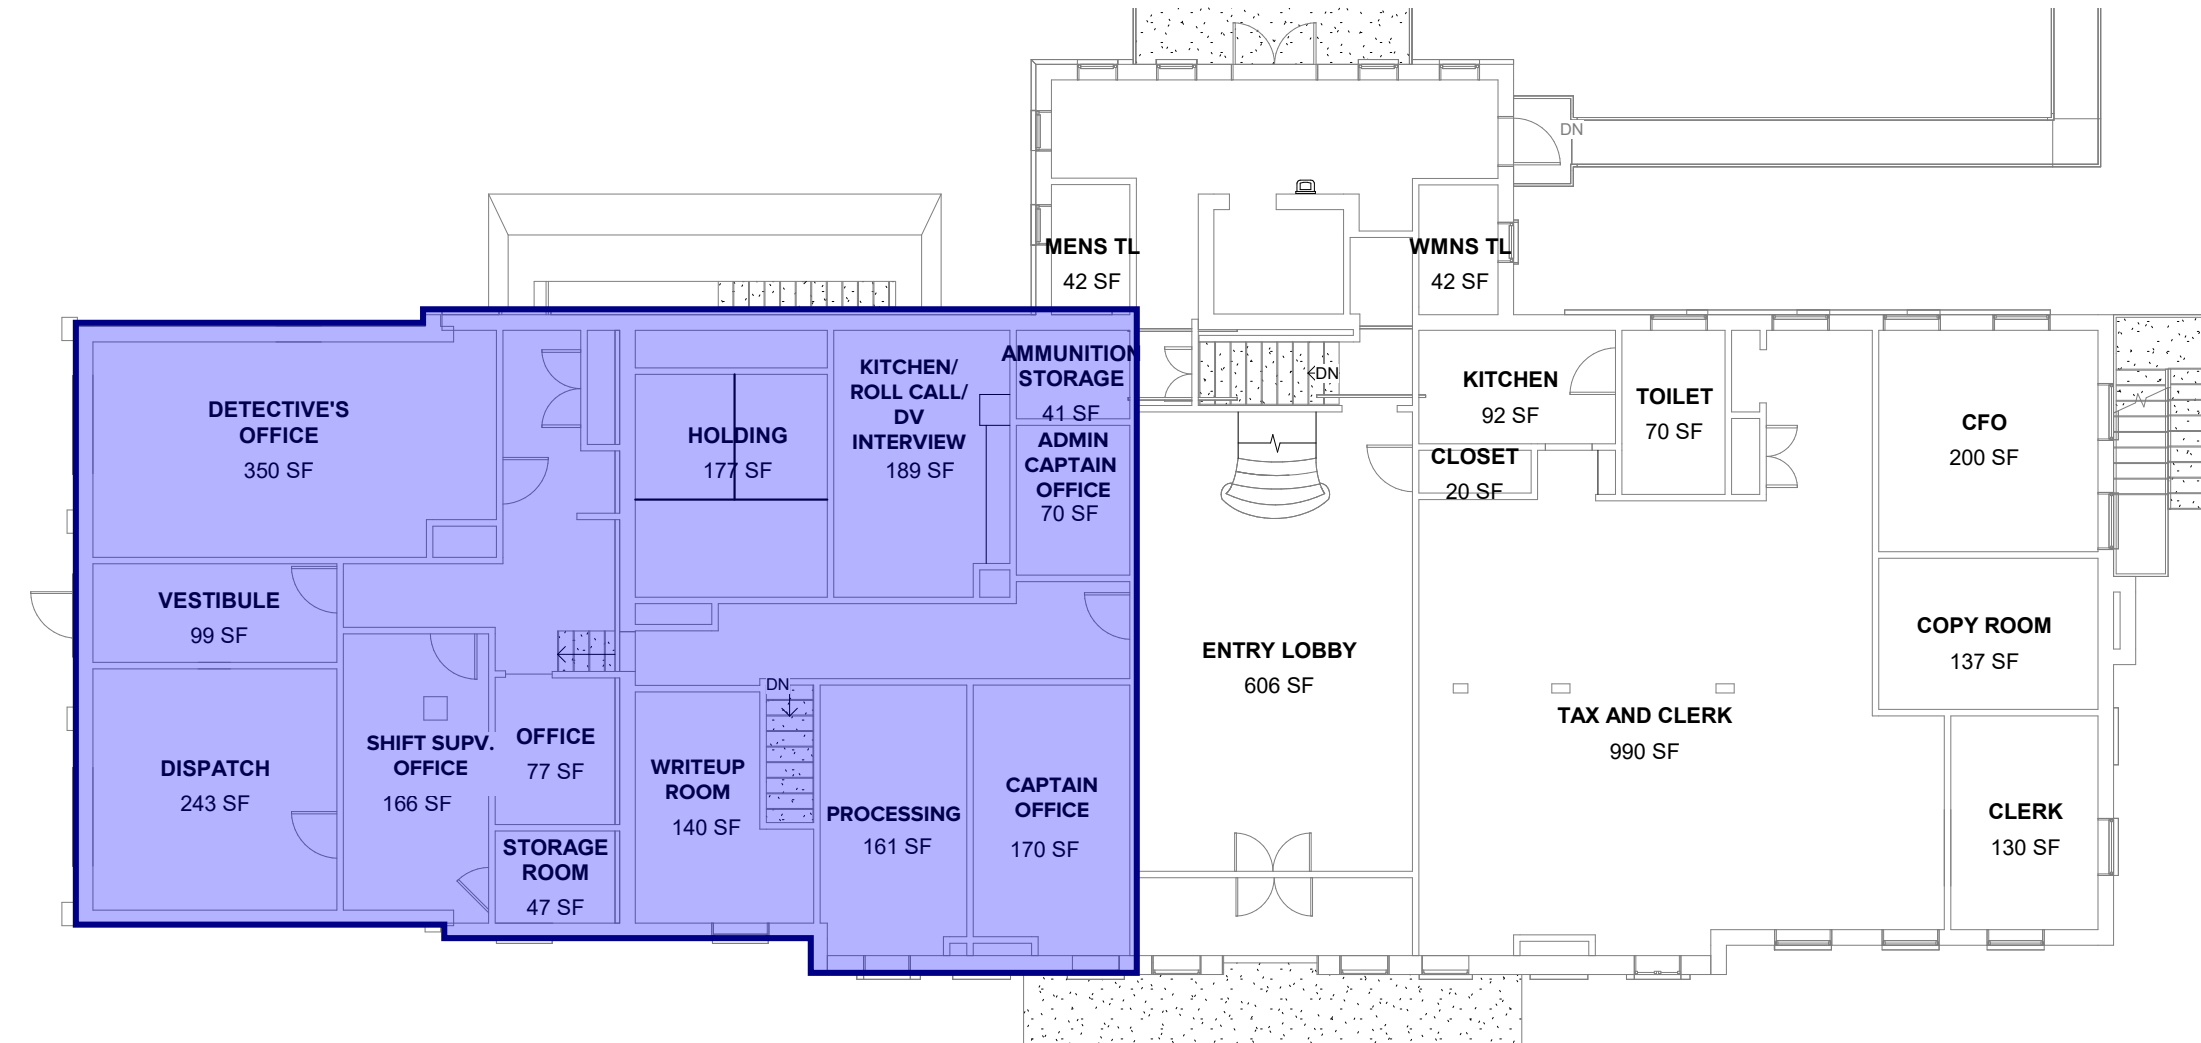 DN
MENS TL
42 SF
WMNS TL
42 SF
DETECTIVE'S
OFFICE
350 SF
HOLDING
177 SF
KITCHEN/
ROLL CALL/
DV
INTERVIEW
189 SF
AMMUNITION
STORAGE
41 SF
ADMIN
CAPTAIN
OFFICE
70 SF
DN
KITCHEN
92 SF
CLOSET
20 SF
TOILET
70 SF
CFO
200 SF
VESTIBULE
99 SF
ENTRY LOBBY
606 SF
COPY ROOM
137 SF
DISPATCH
243 SF
SHIFT SUPV.
OFFICE
166 SF
OFFICE
77 SF
STORAGE
ROOM
47 SF
WRITEUP
ROOM
140 SF
DN
PROCESSING
161 SF
CAPTAIN
OFFICE
170 SF
TAX AND CLERK
990 SF
CLERK
130 SF